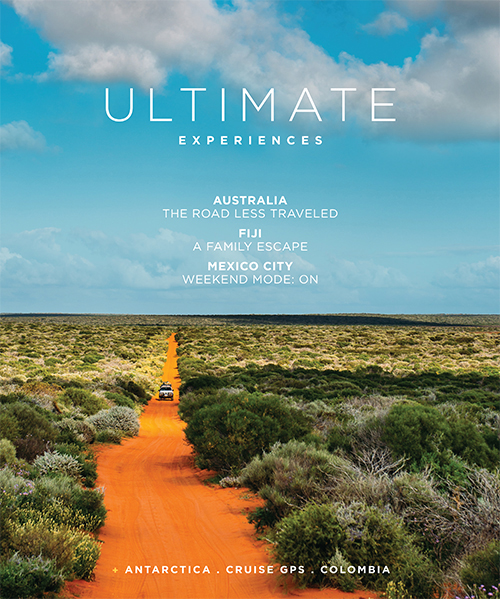 ULTIMATE
EXPERIENCES
AUSTRALIA
THE ROAD LESS TRAVELED
FIJI
A FAMILY ESCAPE
MEXICO CITY
WEEKEND MODE: ON
+ ANTARCTICA . CRUISE GPS . COLOMBIA